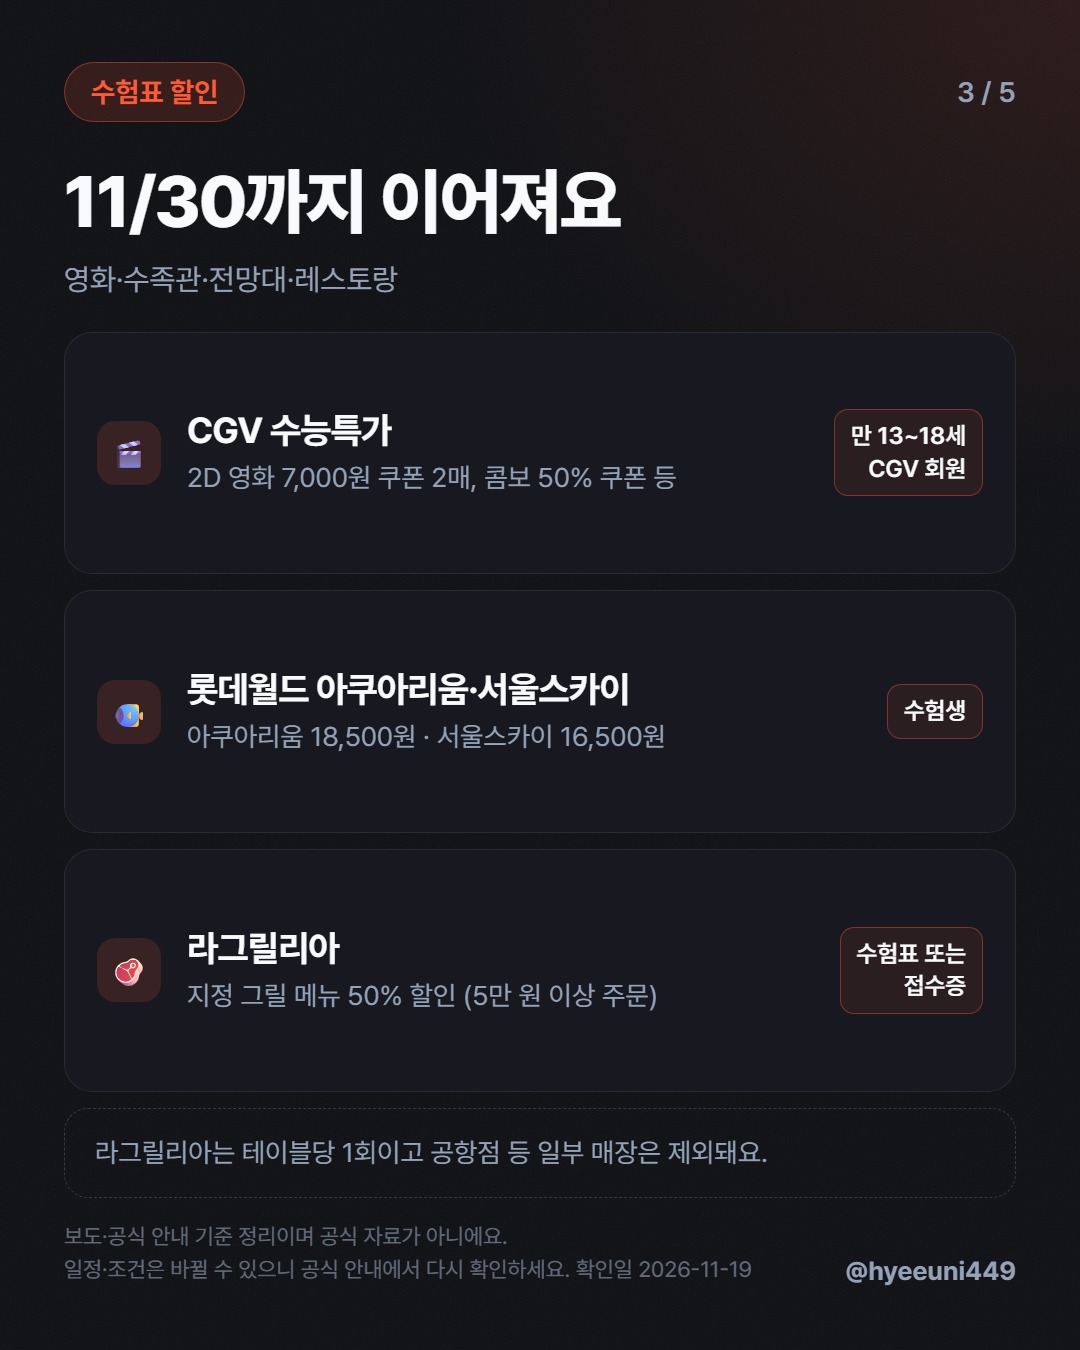 수험표 할인
3 / 5
11/30까지 이어져요
영화·수족관·전망대·레스토랑
CGV 수능특가
2D 영화 7,000원 쿠폰 2매, 콤보 50% 쿠폰 등
만 13~18세
CGV 회원
롯데월드 아쿠아리움·서울스카이
아쿠아리움 18,500원 · 서울스카이 16,500원
수험생
라그릴리아
지정 그릴 메뉴 50% 할인 (5만 원 이상 주문)
수험표 또는
접수증
라그릴리아는 테이블당 1회이고 공항점 등 일부 매장은 제외돼요.
보도·공식 안내 기준 정리이며 공식 자료가 아니에요.
일정·조건은 바뀔 수 있으니 공식 안내에서 다시 확인하세요. 확인일 2026-11-19
@hyeeuni449